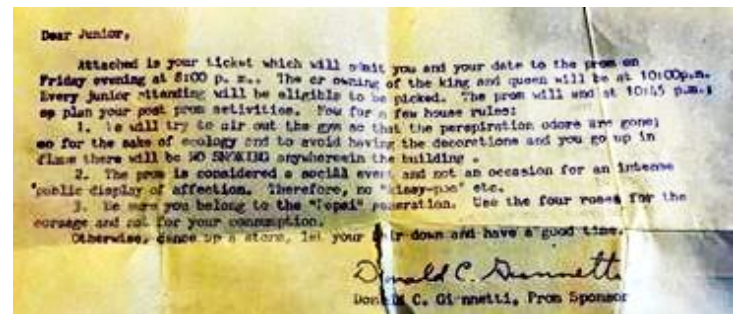 Dear Junior,
Attached is your ticket which will admit you and your date to the prom on
Friday evening at 8:00 p. m.. The cr owning of the king and queen will be at 10:00p.m.
Every junior attending will be eligible to be picked. The prom will end at 10:45 p.m.;
so plan your post prom activities. Now for a few house rules:
1. We will try to air out the gym so that the perspiration odors are gone;
so for the sake of ecology and to avoid having the decorations and you go up in
flame there will be NO SMOKING anywherein the building .
2. The prom is considered a social event and not an occasion for an intense
"public display of affection. Therefore, no "kissy-poo" etc.
3. Be sure you belong to the "Pepsi" generation. Use the four roses for the
corsage and not for your consumption.
Otherwise, dance up a storm, let your hair down and have a good time.
Donald C. Giannetti
Donald C. Giannetti, Prom Sponsor